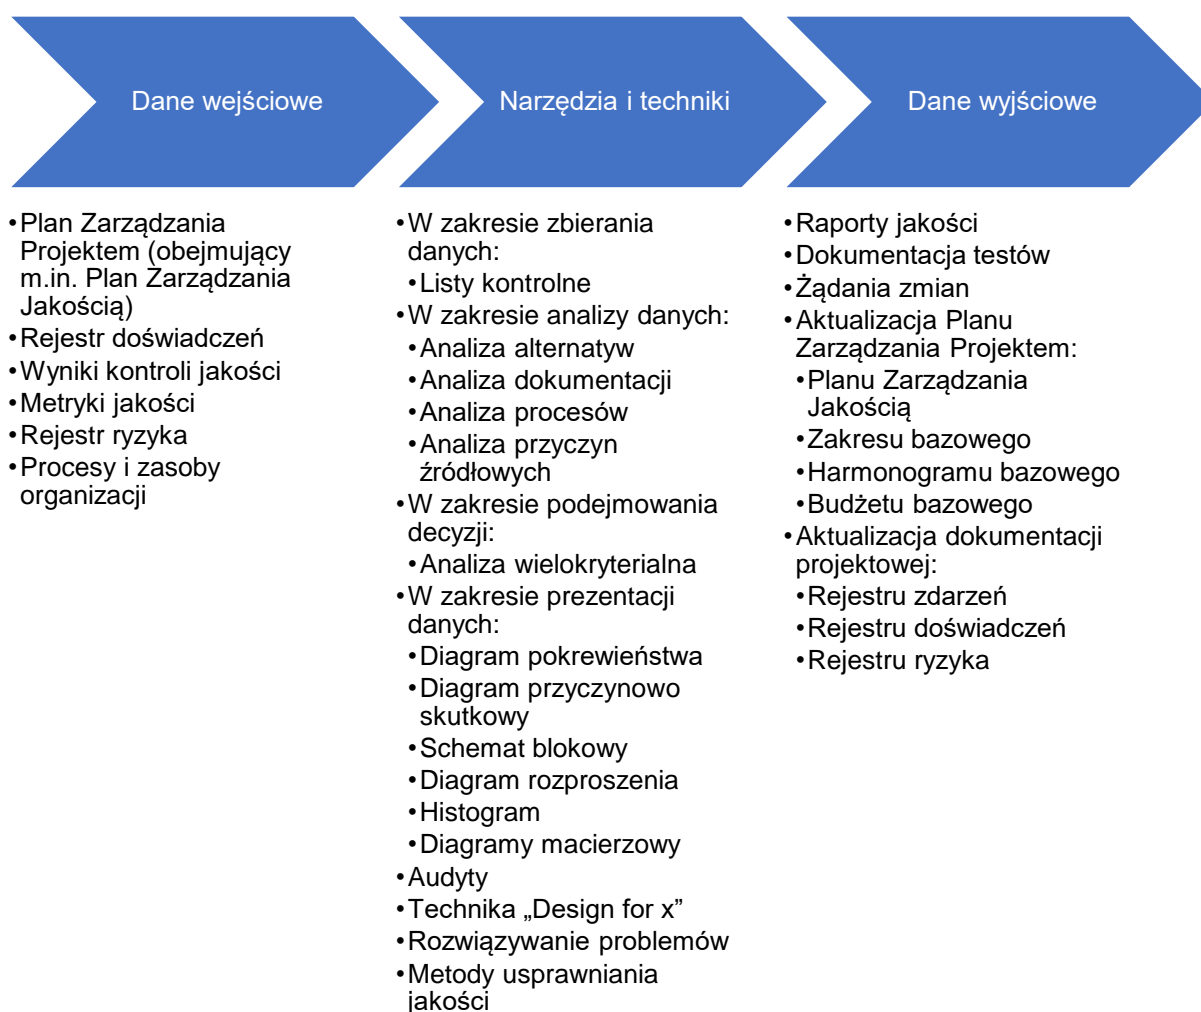 Dane wejściowe
•Plan Zarządzania
Projektem (obejmujący
m.in. Plan Zarządzania
Jakością)
•Rejestr doświadczeń
•Wyniki kontroli jakości
•Metryki jakości
•Rejestr ryzyka
•Procesy i zasoby
organizacji
Narzędzia i techniki
•W zakresie zbierania
danych:
•Listy kontrolne
•W zakresie analizy danych:
•Analiza alternatyw
•Analiza dokumentacji
•Analiza procesów
•Analiza przyczyn
źródłowych
•W zakresie podejmowania
decyzji:
•Analiza wielokryterialna
•W zakresie prezentacji
danych:
•Diagram pokrewieństwa
•Diagram przyczynowo
skutkowy
•Schemat blokowy
•Diagram rozproszenia
•Histogram
•Diagramy macierzowy
•Audyty
•Technika „Design for x”
•Rozwiązywanie problemów
•Metody usprawniania
jakości
Dane wyjściowe
•Raporty jakości
•Dokumentacja testów
•Żądania zmian
•Aktualizacja Planu
Zarządzania Projektem:
•Planu Zarządzania
Jakością
•Zakresu bazowego
•Harmonogramu bazowego
•Budżetu bazowego
•Aktualizacja dokumentacji
projektowej:
•Rejestru zdarzeń
•Rejestru doświadczeń
•Rejestru ryzyka